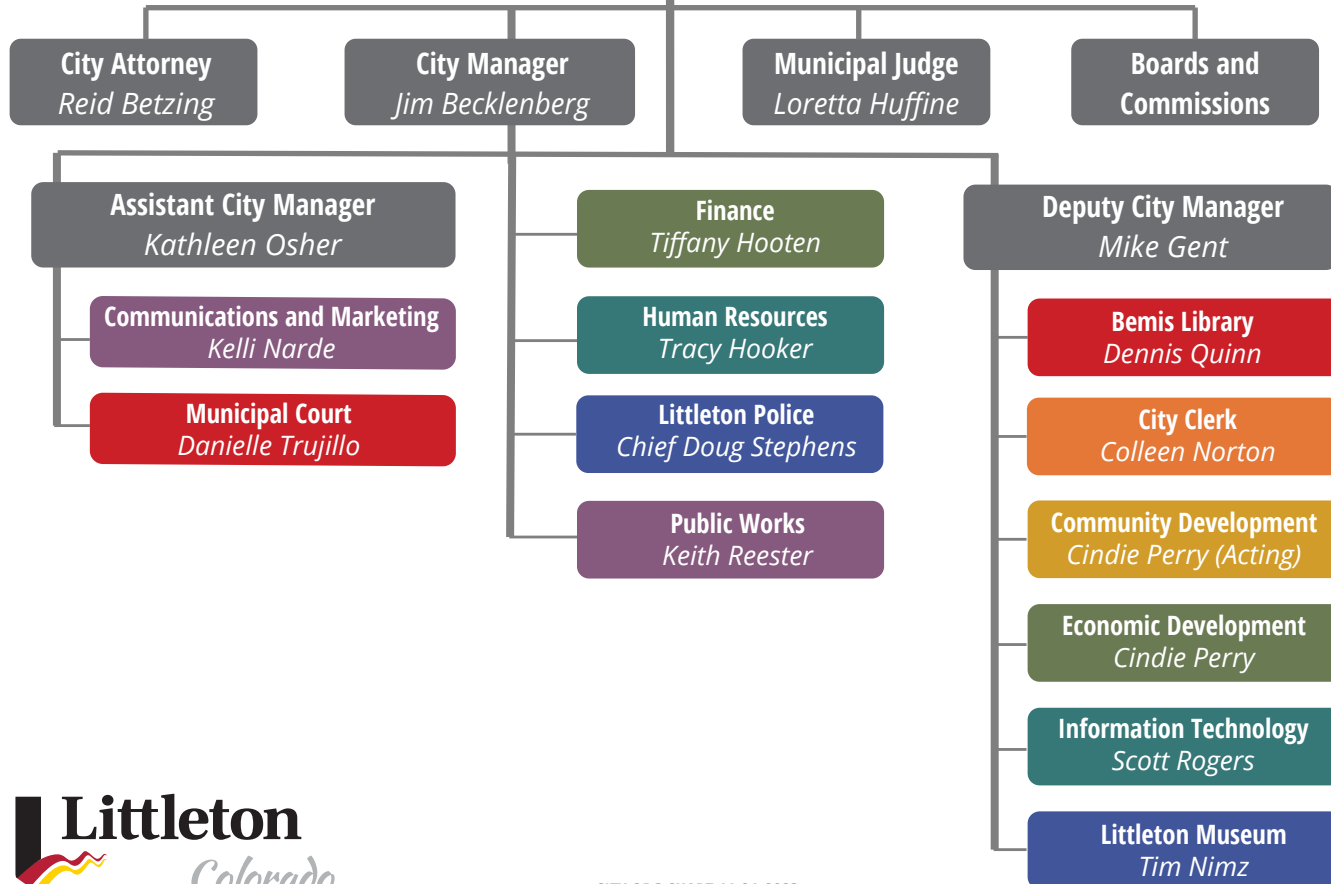 City Attorney
Reid Betzing
City Manager
Jim Becklenberg
Municipal Judge
Loretta Huffine
Boards and
Commissions
Assistant City Manager
Kathleen Osher
Communications and Marketing
Kelli Narde
Municipal Court
Danielle Trujillo
Finance
Tiffany Hooten
Human Resources
Tracy Hooker
Littleton Police
Chief Doug Stephens
Public Works
Keith Reester
Deputy City Manager
Mike Gent
Bemis Library
Dennis Quinn
City Clerk
Colleen Norton
Community Development
Cindie Perry (Acting)
Economic Development
Cindie Perry
Information Technology
Scott Rogers
Littleton Museum
Tim Nimz
Littleton
Colorado